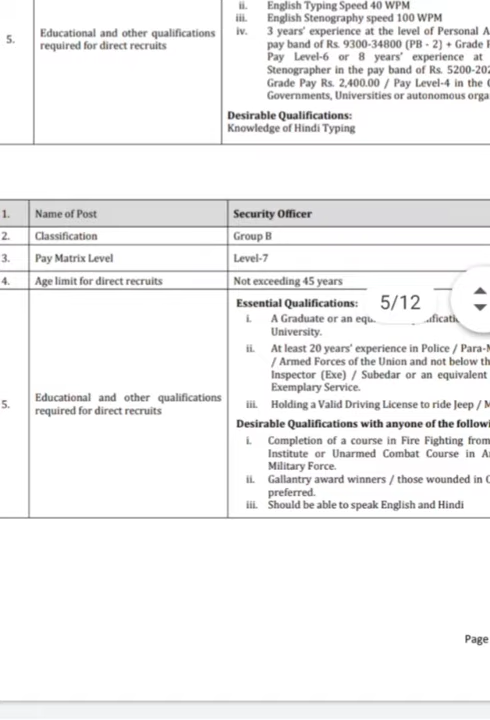 ii. English Typing Speed 40 WPM
iii. English Stenography speed 100 WPM
5. Educational and other qualifications required for direct recruits
iv. 3 years' experience at the level of Personal A
pay band of Rs. 9300-34800 (PB - 2) + Grade
Pay Level-6 or 8 years' experience at
Stenographer in the pay band of Rs. 5200-202
Grade Pay Rs. 2,400.00 / Pay Level-4 in the
Governments, Universities or autonomous orga
Desirable Qualifications:
Knowledge of Hindi Typing
1. Name of Post Security Officer
2. Classification Group B
3. Pay Matrix Level Level-7
4. Age limit for direct recruits Not exceeding 45 years
5. Educational and other qualifications
required for direct recruits
Essential Qualifications:
5/12
i. A Graduate or an
University.
ii. At least 20 years' experience in Police / Para-
/ Armed Forces of the Union and not below th
Inspector (Exe) / Subedar or an equivalent
Exemplary Service.
iii. Holding a Valid Driving License to ride Jeep /
Desirable Qualifications with anyone of the follow
i. Completion of a course in Fire Fighting from
Institute or Unarmed Combat Course in
Military Force.
ii. Gallantry award winners / those wounded in
preferred.
iii. Should be able to speak English and Hindi
Page